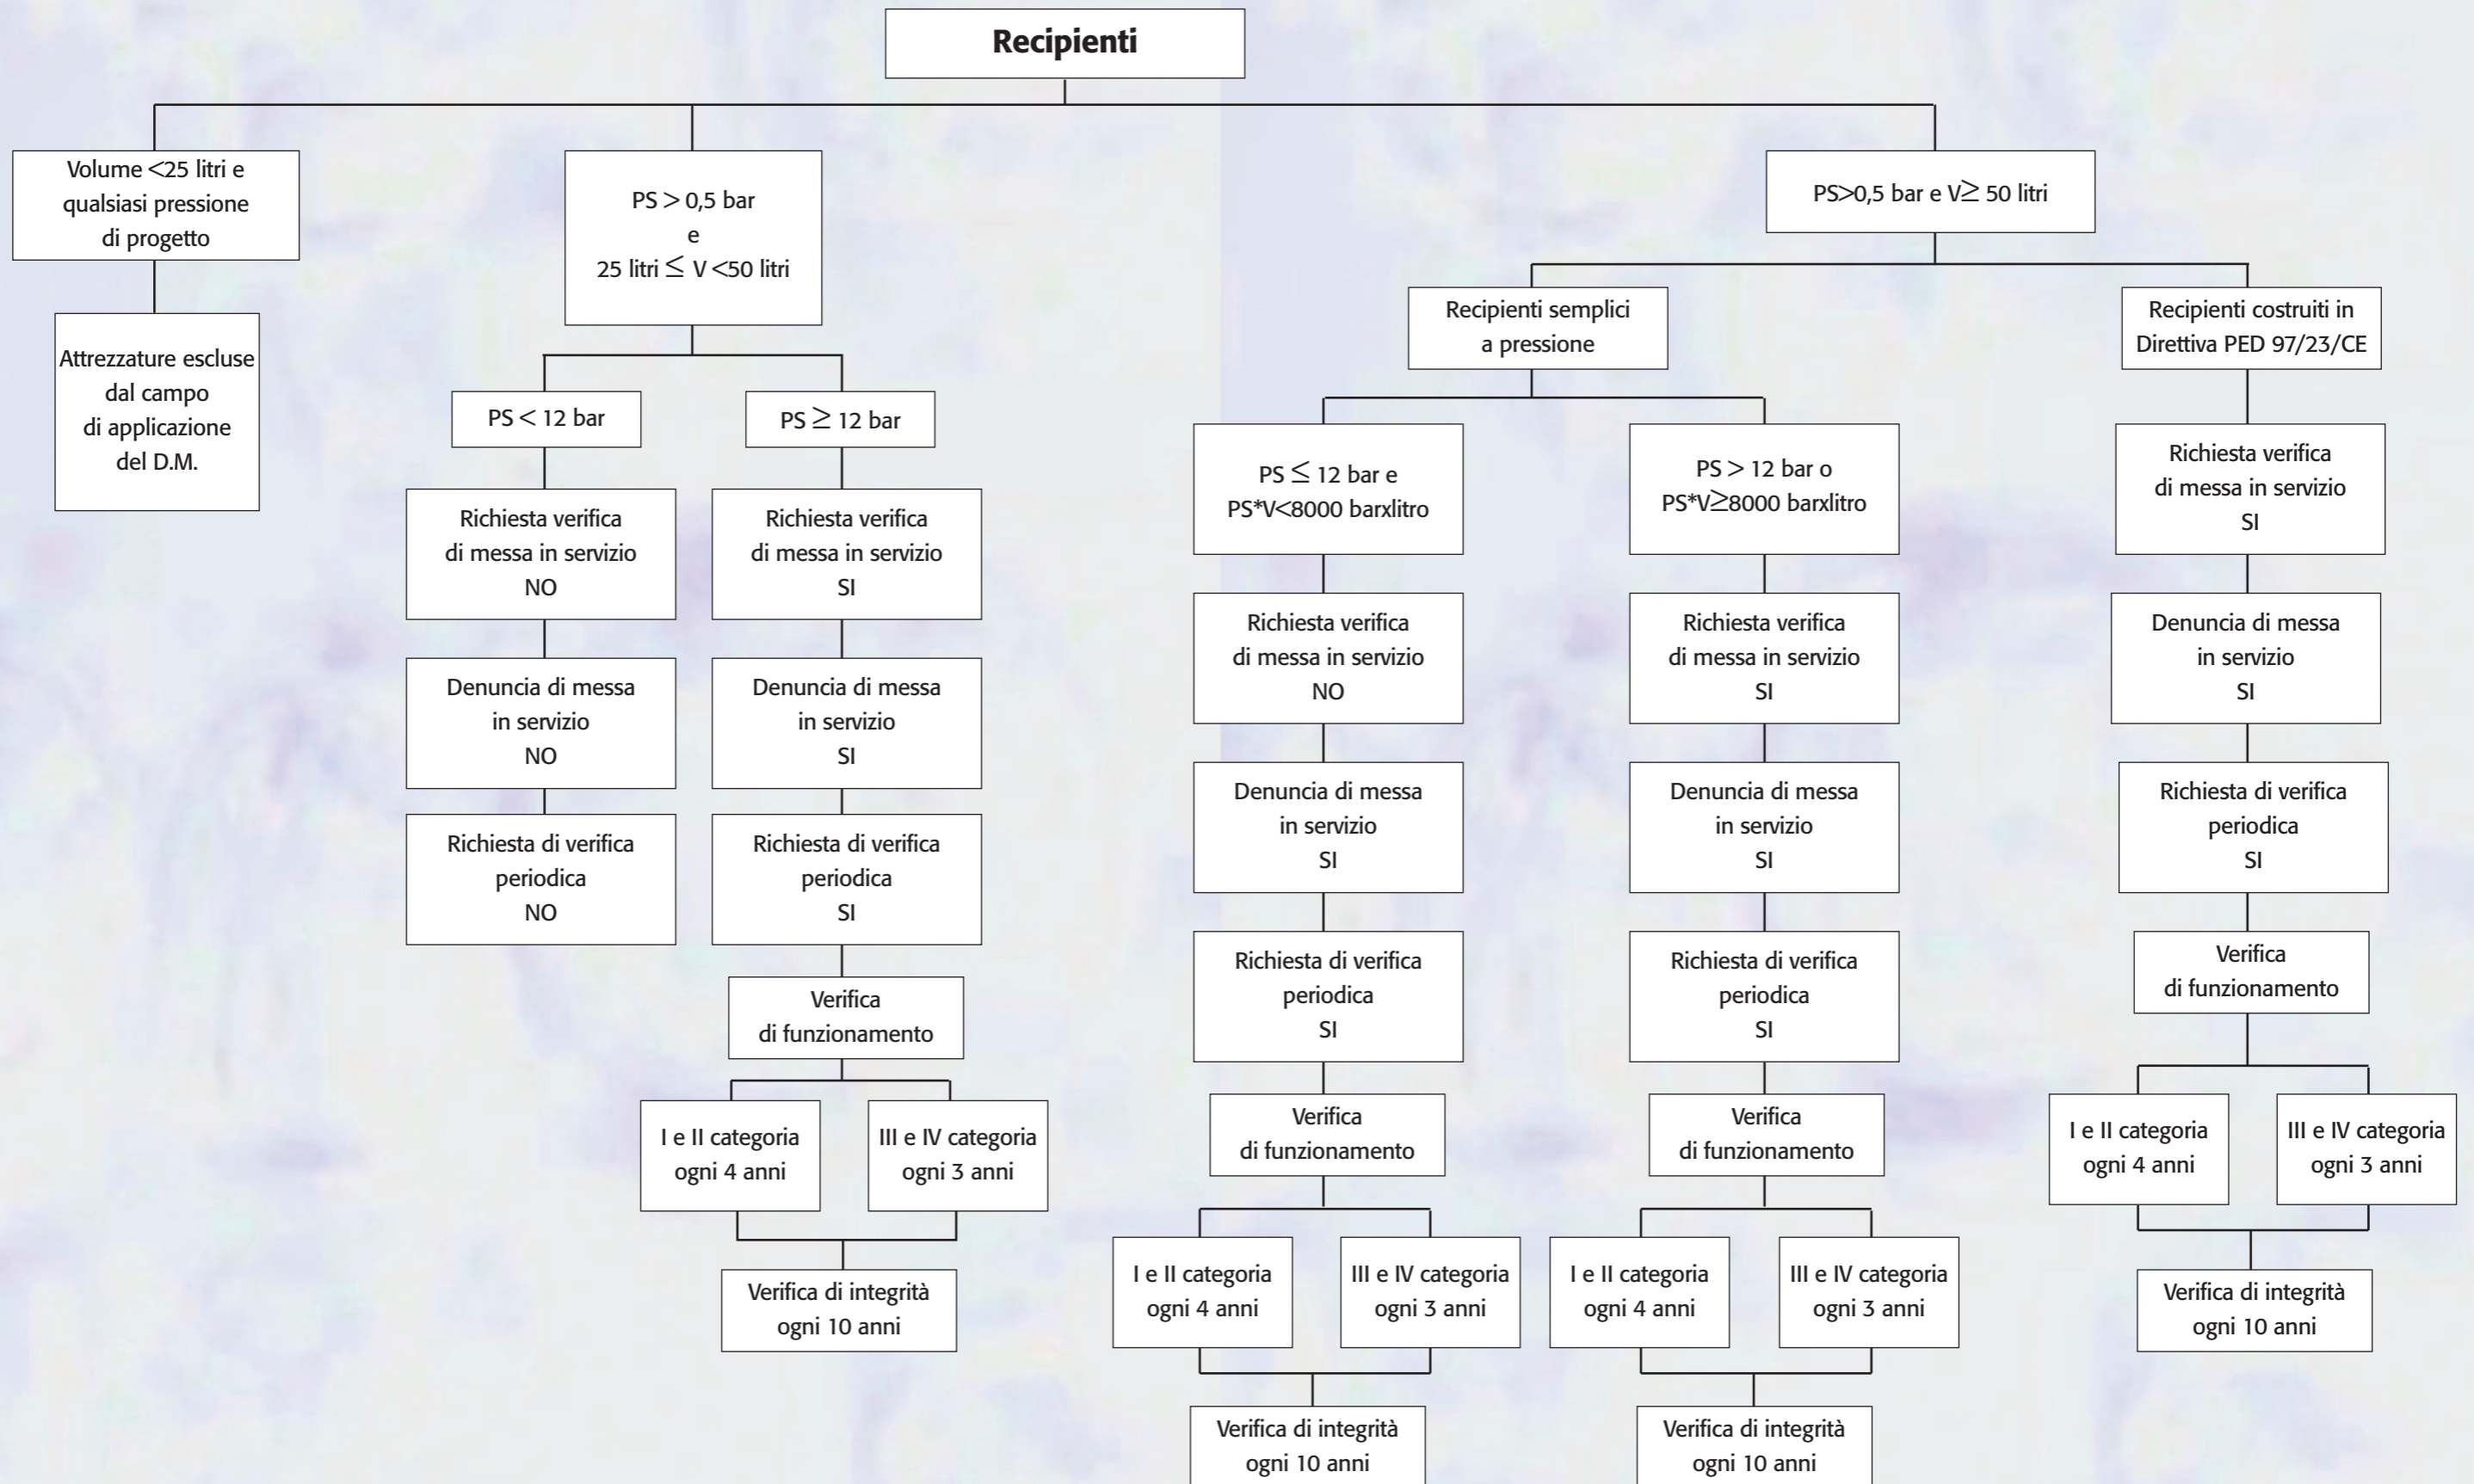 Recipienti
Volume <25 litri e
qualsiasi pressione
di progetto
Attrezzature escluse
dal campo
di applicazione
del D.M.
PS > 0,5 bar
e
25 litri ≤ V <50 litri
PS < 12 bar
Richiesta verifica
di messa in servizio
NO
Denuncia di messa
in servizio
NO
Richiesta di verifica
periodica
NO
PS ≥ 12 bar
Richiesta verifica
di messa in servizio
SI
Denuncia di messa
in servizio
SI
Richiesta di verifica
periodica
SI
Verifica
di funzionamento
I e II categoria
ogni 4 anni
III e IV categoria
ogni 3 anni
Verifica di integrità
ogni 10 anni
PS>0,5 bar e V≥ 50 litri
Recipienti semplici
a pressione
PS ≤ 12 bar e
PS*V<8000 barxlitro
Richiesta verifica
di messa in servizio
NO
Denuncia di messa
in servizio
SI
Richiesta di verifica
periodica
SI
Verifica
di funzionamento
I e II categoria
ogni 4 anni
III e IV categoria
ogni 3 anni
Verifica di integrità
ogni 10 anni
PS > 12 bar o
PS*V≥8000 barxlitro
Richiesta verifica
di messa in servizio
SI
Denuncia di messa
in servizio
SI
Richiesta di verifica
periodica
SI
Verifica
di funzionamento
I e II categoria
ogni 4 anni
III e IV categoria
ogni 3 anni
Verifica di integrità
ogni 10 anni
Recipienti costruiti in
Direttiva PED 97/23/CE
Richiesta verifica
di messa in servizio
SI
Denuncia di messa
in servizio
SI
Richiesta di verifica
periodica
SI
Verifica
di funzionamento
I e II categoria
ogni 4 anni
III e IV categoria
ogni 3 anni
Verifica di integrità
ogni 10 anni